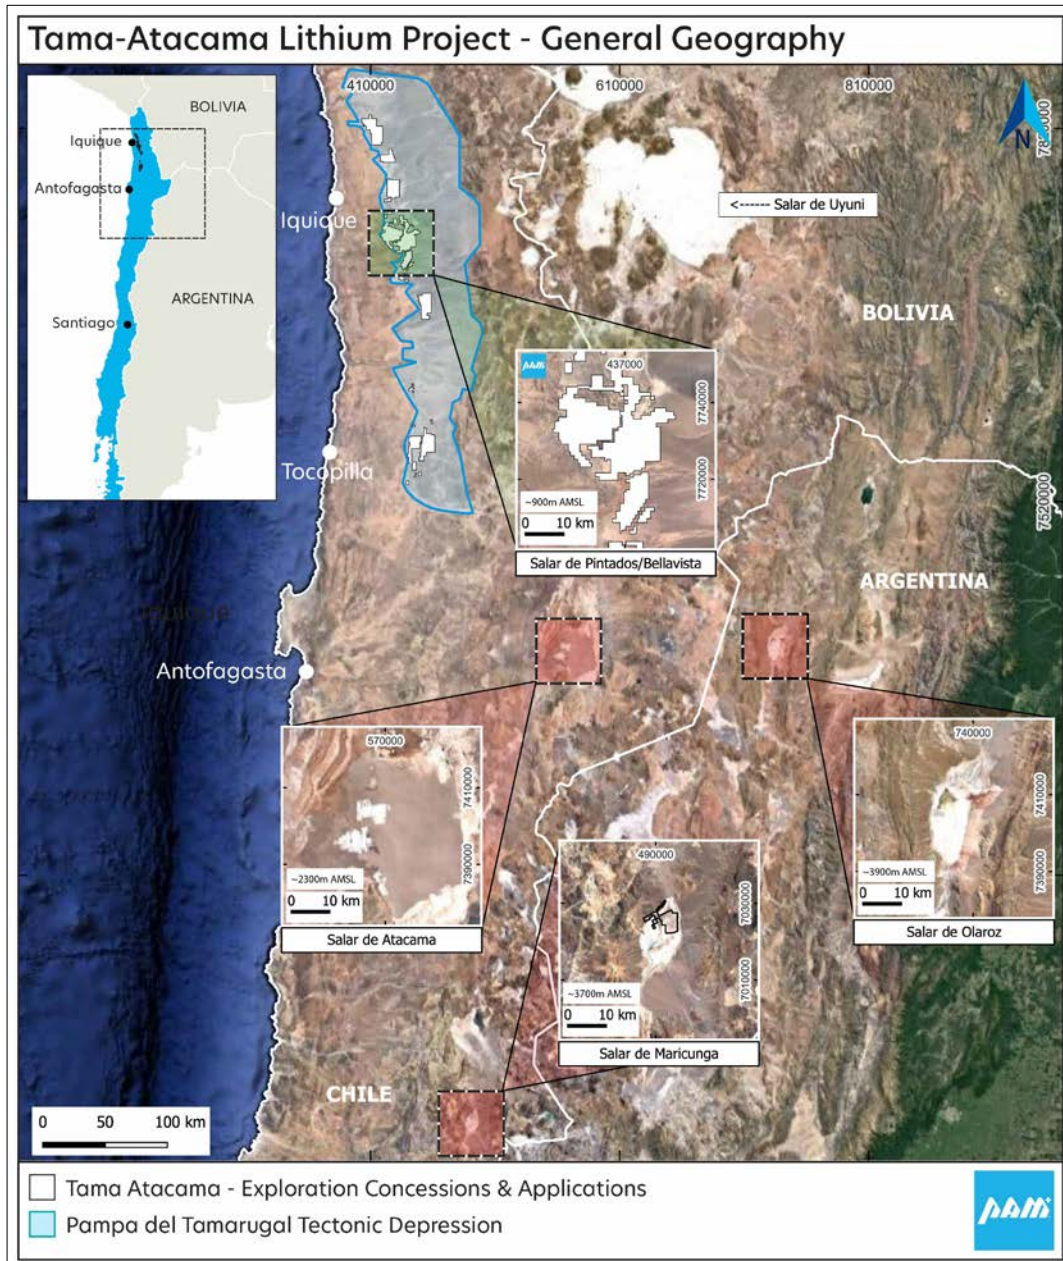 Tama-Atacama Lithium Project - General Geography
BOLIVIA
Iquique
Antofagasta
ARGENTINA
Santiago
410000
610000
810000
N
Iquique
<------ Salar de Uyuni
BOLIVIA
pam
437000
7740000
7720000
~900m AMSL
0 10 km
Salar de Pintados/Bellavista
Tocopilla
7520000
ARGENTINA
Antofagasta
570000
7410000
7390000
~2300m AMSL
0 10 km
Salar de Atacama
740000
7410000
7390000
~3900m AMSL
0 10 km
Salar de Olaroz
490000
7030000
7010000
~3700m AMSL
0 10 km
Salar de Maricunga
CHILE
0 50 100 km
Tama Atacama - Exploration Concessions & Applications
Pampa del Tamarugal Tectonic Depression
pam